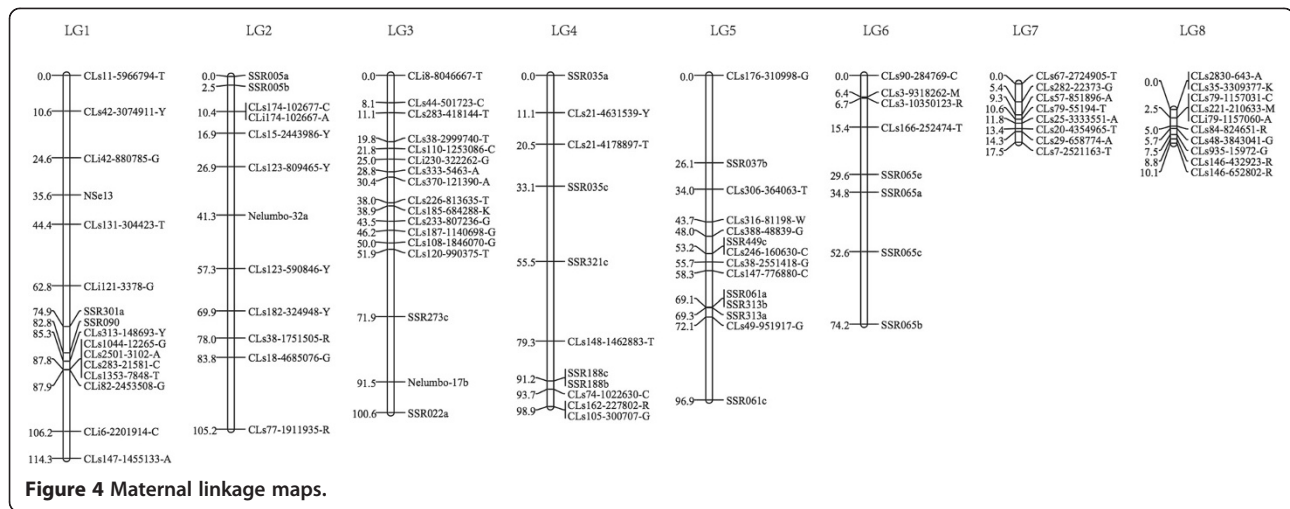 LG1
0.0 CLs11-5966794-T
10.6 CLs42-3074911-Y
24.6 CLi42-880785-G
35.6 NSe13
44.4 CLs131-304423-T
62.8 CLi121-3378-G
74.9 SSR301a
82.8 SSR090
85.3 CLs313-148693-Y
CLs1044-12265-G
CLs2501-3102-A
87.8 CLs283-21581-C
CLs1353-7848-T
87.9 CLi82-2453508-G
106.2 CLi6-2201914-C
114.3 CLs147-1455133-A
LG2
0.0 SSR005a
2.5 SSR005b
10.4 CLs174-102677-C
CLi174-102667-A
16.9 CLs15-2443986-Y
26.9 CLs123-809465-Y
41.3 Nelumbo-32a
57.3 CLs123-590846-Y
69.9 CLs182-324948-Y
78.0 CLs38-1751505-R
83.8 CLs18-4685076-G
105.2 CLs77-1911935-R
LG3
0.0 CLi8-8046667-T
8.1 CLs44-501723-C
11.1 CLs283-418144-T
19.8 CLs38-2999740-T
21.8 CLs110-1253086-C
25.0 CLi230-322262-G
28.8 CLs333-5463-A
30.4 CLs370-121390-A
38.0 CLs226-813635-T
38.9 CLs185-684288-K
43.5 CLs233-807236-G
46.2 CLs187-1140698-G
50.0 CLs108-1846070-G
51.9 CLs120-990375-T
71.9 SSR273c
91.5 Nelumbo-17b
100.6 SSR022a
LG4
0.0 SSR035a
11.1 CLs21-4631539-Y
20.5 CLs21-4178897-T
33.1 SSR035c
55.5 SSR321c
79.3 CLs148-1462883-T
91.2 SSR188c
SSR188b
93.7 CLs74-1022630-C
98.9 CLs162-227802-R
CLs105-300707-G
LG5
0.0 CLs176-310998-G
26.1 SSR037b
34.0 CLs306-364063-T
43.7 CLs316-81198-W
48.0 CLs388-48839-G
53.2 SSR449c
CLs246-160630-C
55.7 CLs38-2551418-G
58.3 CLs147-776880-C
69.1 SSR061a
SSR313b
69.3 SSR313a
72.1 CLs49-951917-G
96.9 SSR061c
LG6
0.0 CLs90-284769-C
6.4 CLs3-9318262-M
6.7 CLs3-10350123-R
15.4 CLs166-252474-T
29.6 SSR065e
34.8 SSR065a
52.6 SSR065c
74.2 SSR065b
LG7
0.0 CLs67-2724905-T
5.4 CLs282-22373-G
9.3 CLs57-851896-A
10.6 CLs79-55194-T
11.8 CLs25-3333551-A
13.4 CLs20-4354965-T
14.3 CLs29-658774-A
17.5 CLs7-2521163-T
LG8
0.0 CLs2830-643-A
CLs35-3309377-K
CLs79-1157031-C
2.5 CLs221-210633-M
CLi79-1157060-A
5.0 CLs84-824651-R
5.7 CLs48-3843041-G
7.5 CLs935-15972-G
8.8 CLs146-432923-R
10.1 CLs146-652802-R
Figure 4 Maternal linkage maps.